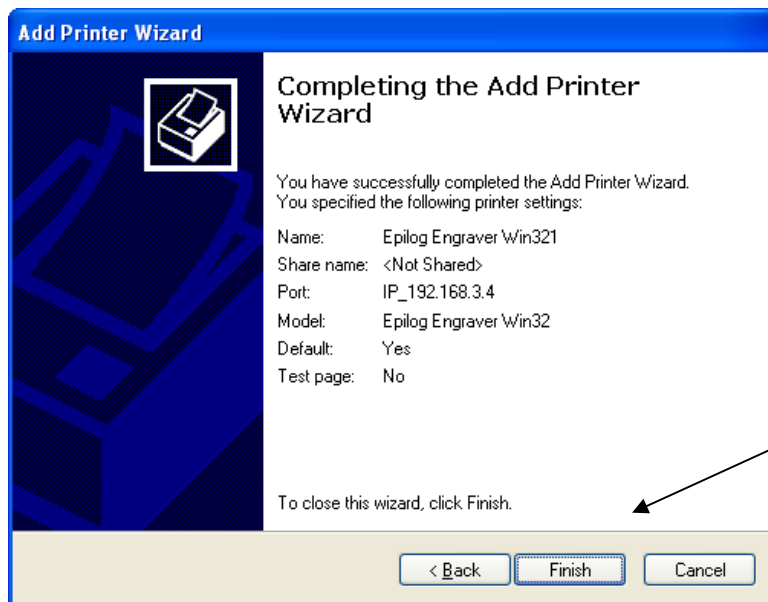 Add Printer Wizard
Completing the Add Printer
Wizard
You have successfully completed the Add Printer Wizard.
You specified the following printer settings:
Name: Epilog Engraver Win321
Share name: <Not Shared>
Port: IP_192.168.3.4
Model: Epilog Engraver Win32
Default: Yes
Test page: No
To close this wizard, click Finish.
< Back Finish Cancel